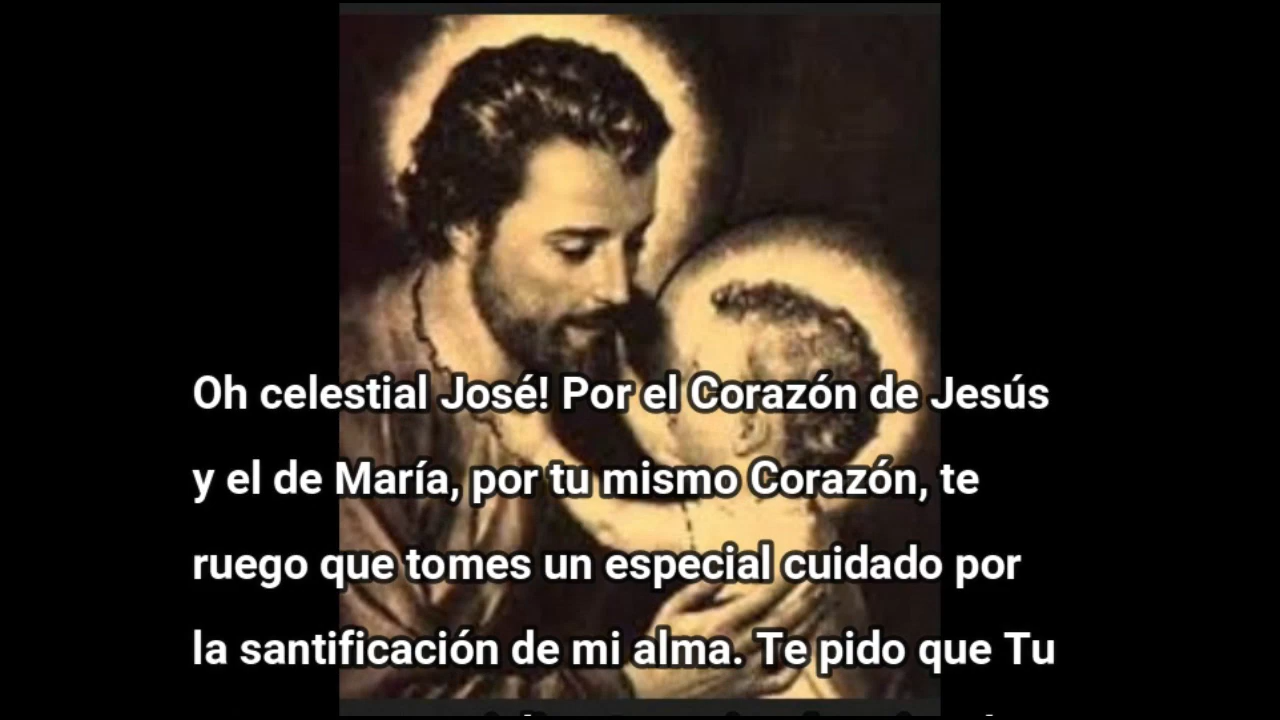 Oh celestial José! Por el Corazón de Jesús
y el de María, por tu mismo Corazón, te
ruego que tomes un especial cuidado por
la santificación de mi alma. Te pido que Tu